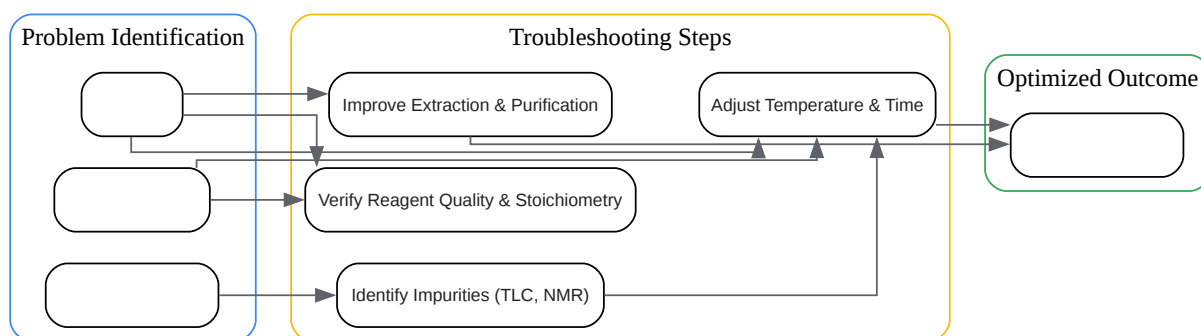 Problem Identification
Troubleshooting Steps
Optimized Outcome
Improve Extraction & Purification
Adjust Temperature & Time
Verify Reagent Quality & Stoichiometry
Identify Impurities (TLC, NMR)